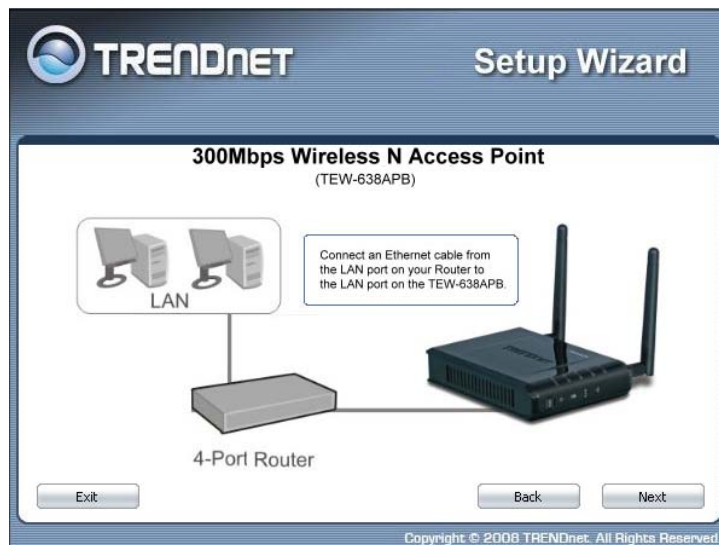 TRENDNET
Setup Wizard
300Mbps Wireless N Access Point
(TEW-638APB)
Connect an Ethernet cable from
the LAN port on your Router to
the LAN port on the TEW-638APB.
LAN
TRENDNET
4-Port Router
Exit
Back
Next
Copyright © 2008 TRENDnet. All Rights Reserved